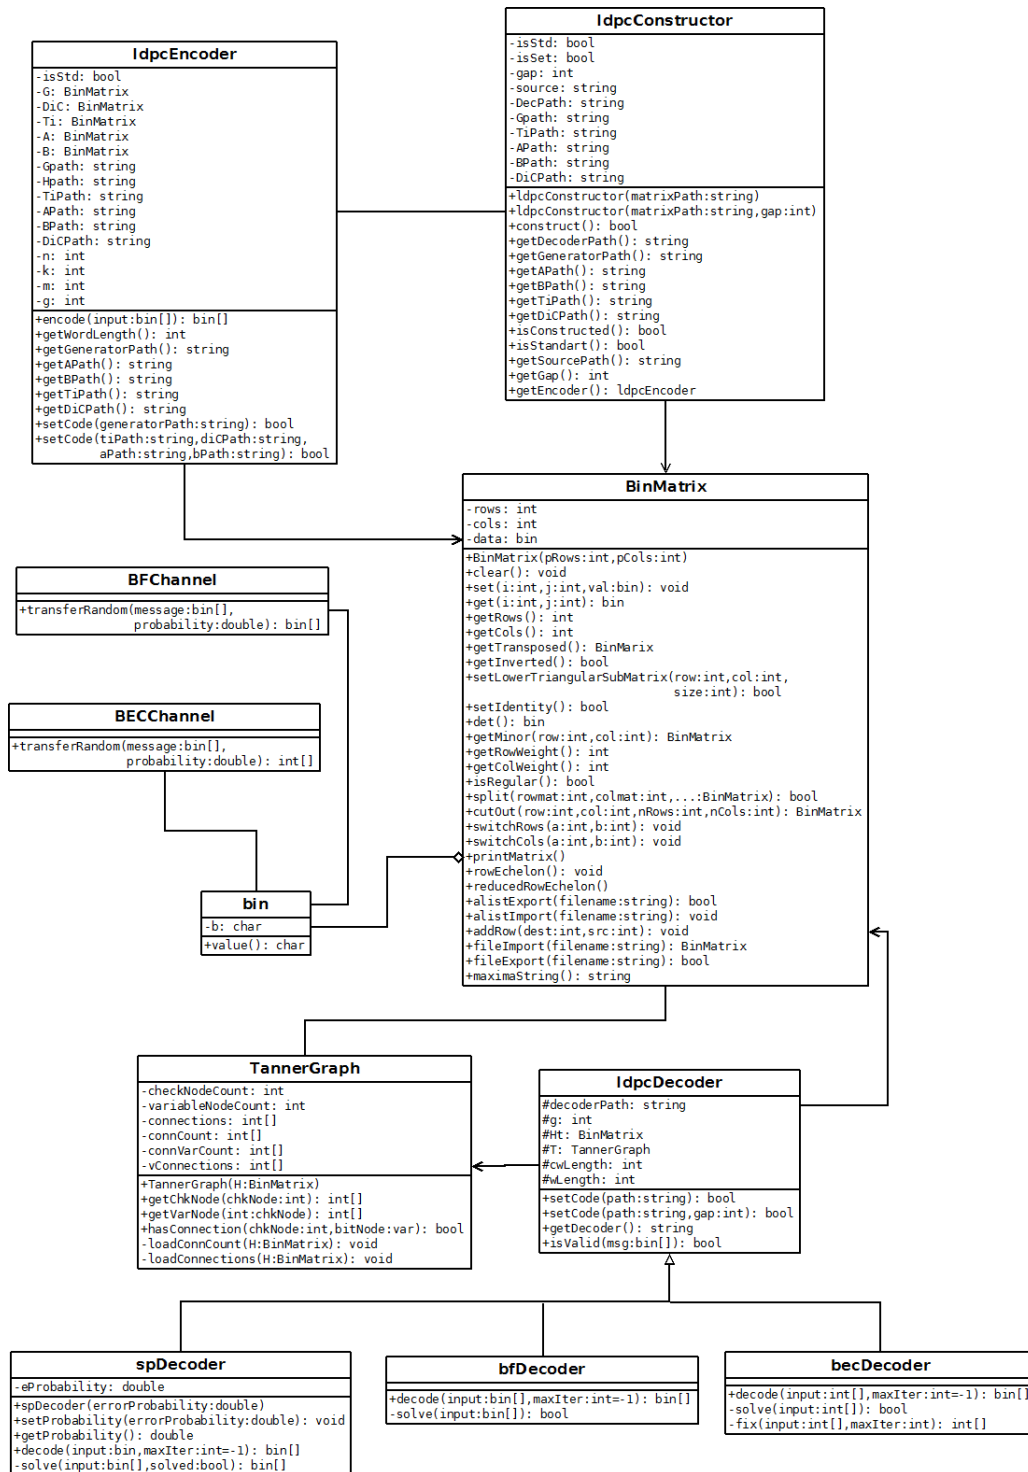 ldpcEncoder
-isStd: bool
-G: BinMatrix
-DiC: BinMatrix
-Ti: BinMatrix
-A: BinMatrix
-B: BinMatrix
-Gpath: string
-Hpath: string
-TiPath: string
-APath: string
-BPath: string
-DiCPath: string
-n: int
-k: int
-m: int
-g: int
+encode(input:bin[]): bin[]
+getWordLength(): int
+getGeneratorPath(): string
+getAPath(): string
+getBPath(): string
+getTiPath(): string
+getDiCPath(): string
+setCode(generatorPath:string): bool
+setCode(tiPath:string,diCPath:string,
aPath:string,bPath:string): bool
ldpcConstructor
-isStd: bool
-isSet: bool
-gap: int
-source: string
-DecPath: string
-Gpath: string
-TiPath: string
-APath: string
-BPath: string
-DiCPath: string
+ldpcConstructor(matrixPath:string)
+ldpcConstructor(matrixPath:string,gap:int)
+construct(): bool
+getDecoderPath(): string
+getGeneratorPath(): string
+getAPath(): string
+getBPath(): string
+getTiPath(): string
+getDiCPath(): string
+isConstructed(): bool
+isStandart(): bool
+getSourcePath(): string
+getGap(): int
+getEncoder(): ldpcEncoder
BinMatrix
-rows: int
-cols: int
-data: bin
+BinMatrix(pRows:int,pCols:int)
+clear(): void
+set(i:int,j:int,val:bin): void
+get(i:int,j:int): bin
+getRows(): int
+getCols(): int
+getTransposed(): BinMarix
+getInverted(): bool
+setLowerTriangularSubMatrix(row:int,col:int,
size:int): bool
+setIdentity(): bool
+det(): bin
+getMinor(row:int,col:int): BinMatrix
+getRowWeight(): int
+getColWeight(): int
+isRegular(): bool
+split(rowmat:int,colmat:int,...:BinMatrix): bool
+cutOut(row:int,col:int,nRows:int,nCols:int): BinMatrix
+switchRows(a:int,b:int): void
+switchCols(a:int,b:int): void
+printMatrix()
+rowEchelon(): void
+reducedRowEchelon()
+alistExport(filename:string): bool
+alistImport(filename:string): void
+addRow(dest:int,src:int): void
+fileImport(filename:string): BinMatrix
+fileExport(filename:string): bool
+maximaString(): string
BFChannel
+transferRandom(message:bin[],
probability:double): bin[]
BECChannel
+transferRandom(message:bin[],
probability:double): int[]
bin
-b: char
+value(): char
TannerGraph
-checkNodeCount: int
-variableNodeCount: int
-connections: int[]
-connCount: int[]
-connVarCount: int[]
-vConnections: int[]
+TannerGraph(H:BinMatrix)
+getChkNode(chkNode:int): int[]
+getVarNode(int:chkNode): int[]
+hasConnection(chkNode:int,bitNode:var): bool
-loadConnCount(H:BinMatrix): void
-loadConnections(H:BinMatrix): void
ldpcDecoder
#decoderPath: string
#g: int
#Ht: BinMatrix
#T: TannerGraph
#cwLength: int
#wLength: int
+setCode(path:string): bool
+setCode(path:string,gap:int): bool
+getDecoder(): string
+isValid(msg:bin[]): bool
spDecoder
-eProbability: double
+spDecoder(errorProbability:double)
+setProbability(errorProbability:double): void
+getProbability(): double
+decode(input:bin,maxIter:int=-1): bin[]
-solve(input:bin[],solved:bool): bin[]
bfDecoder
+decode(input:bin[],maxIter:int=-1): bin[]
-solve(input:bin[]): bool
becDecoder
+decode(input:int[],maxIter:int=-1): bin[]
-solve(input:int[]): bool
-fix(input:int[],maxIter:int): int[]